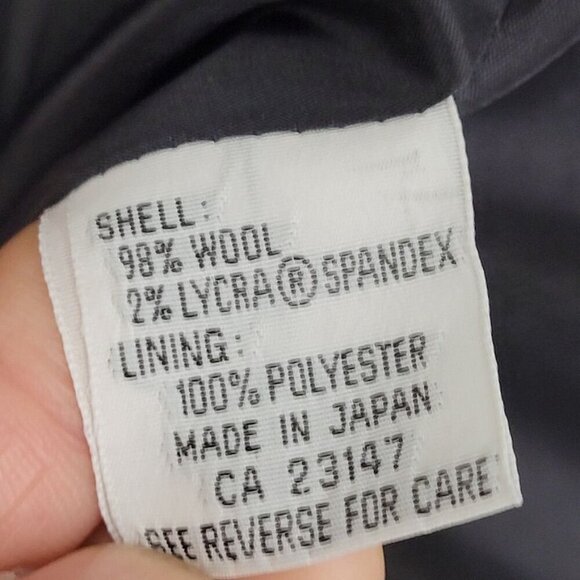 SHELL:
98% WOOL
2% LYCRA® SPANDEX
LINING:
100% POLYESTER
MADE IN JAPAN
CA 23147
SEE REVERSE FOR CARE